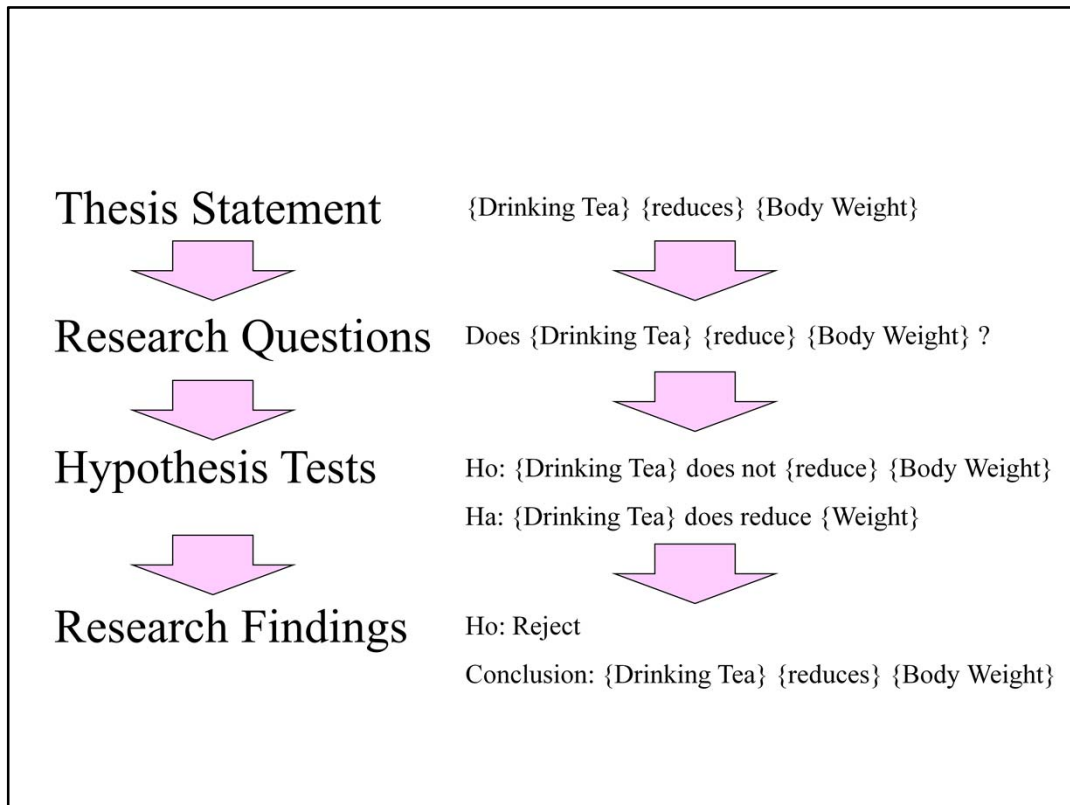 Thesis Statement
{Drinking Tea} {reduces} {Body Weight}
Research Questions
Does {Drinking Tea} {reduce} {Body Weight} ?
Hypothesis Tests
Ho: {Drinking Tea} does not {reduce} {Body Weight}
Ha: {Drinking Tea} does reduce {Weight}
Research Findings
Ho: Reject
Conclusion: {Drinking Tea} {reduces} {Body Weight}